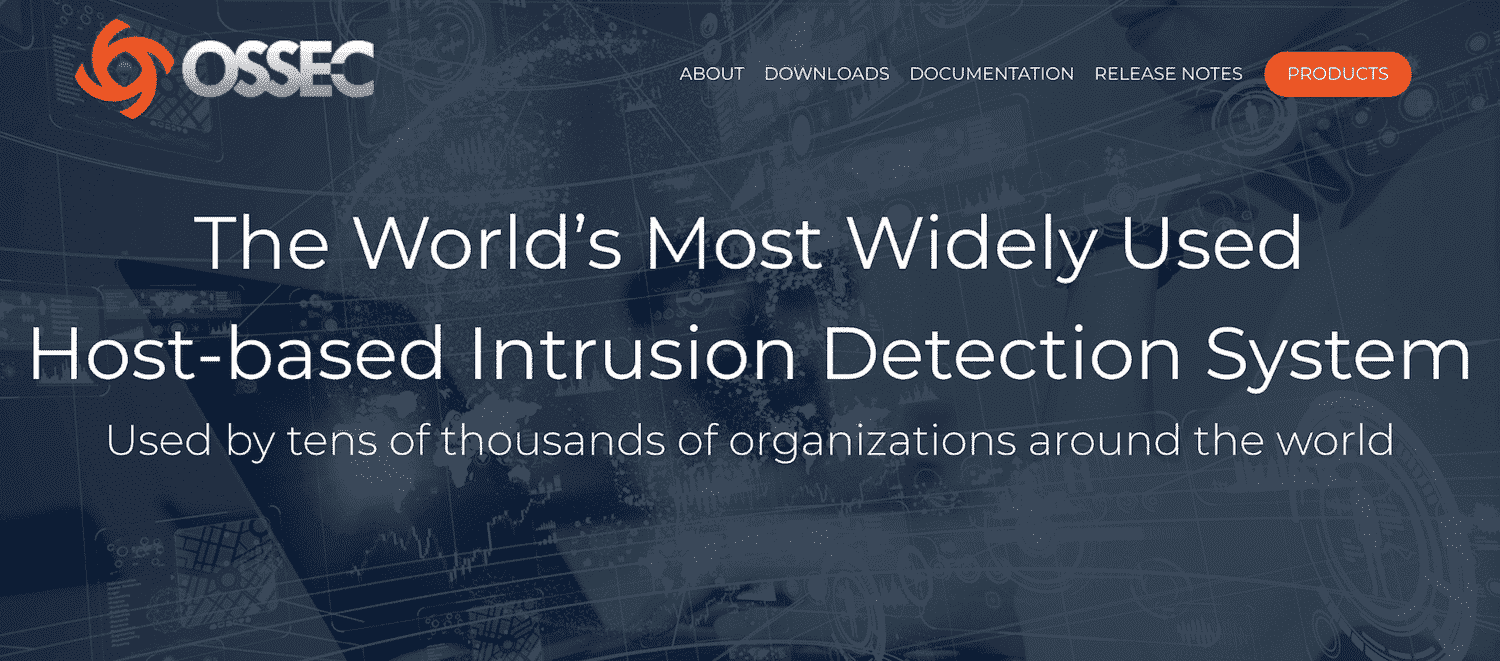 OSSEC
ABOUT DOWNLOADS DOCUMENTATION RELEASE NOTES PRODUCTS
The World’s Most Widely Used
Host-based Intrusion Detection System
Used by tens of thousands of organizations around the world